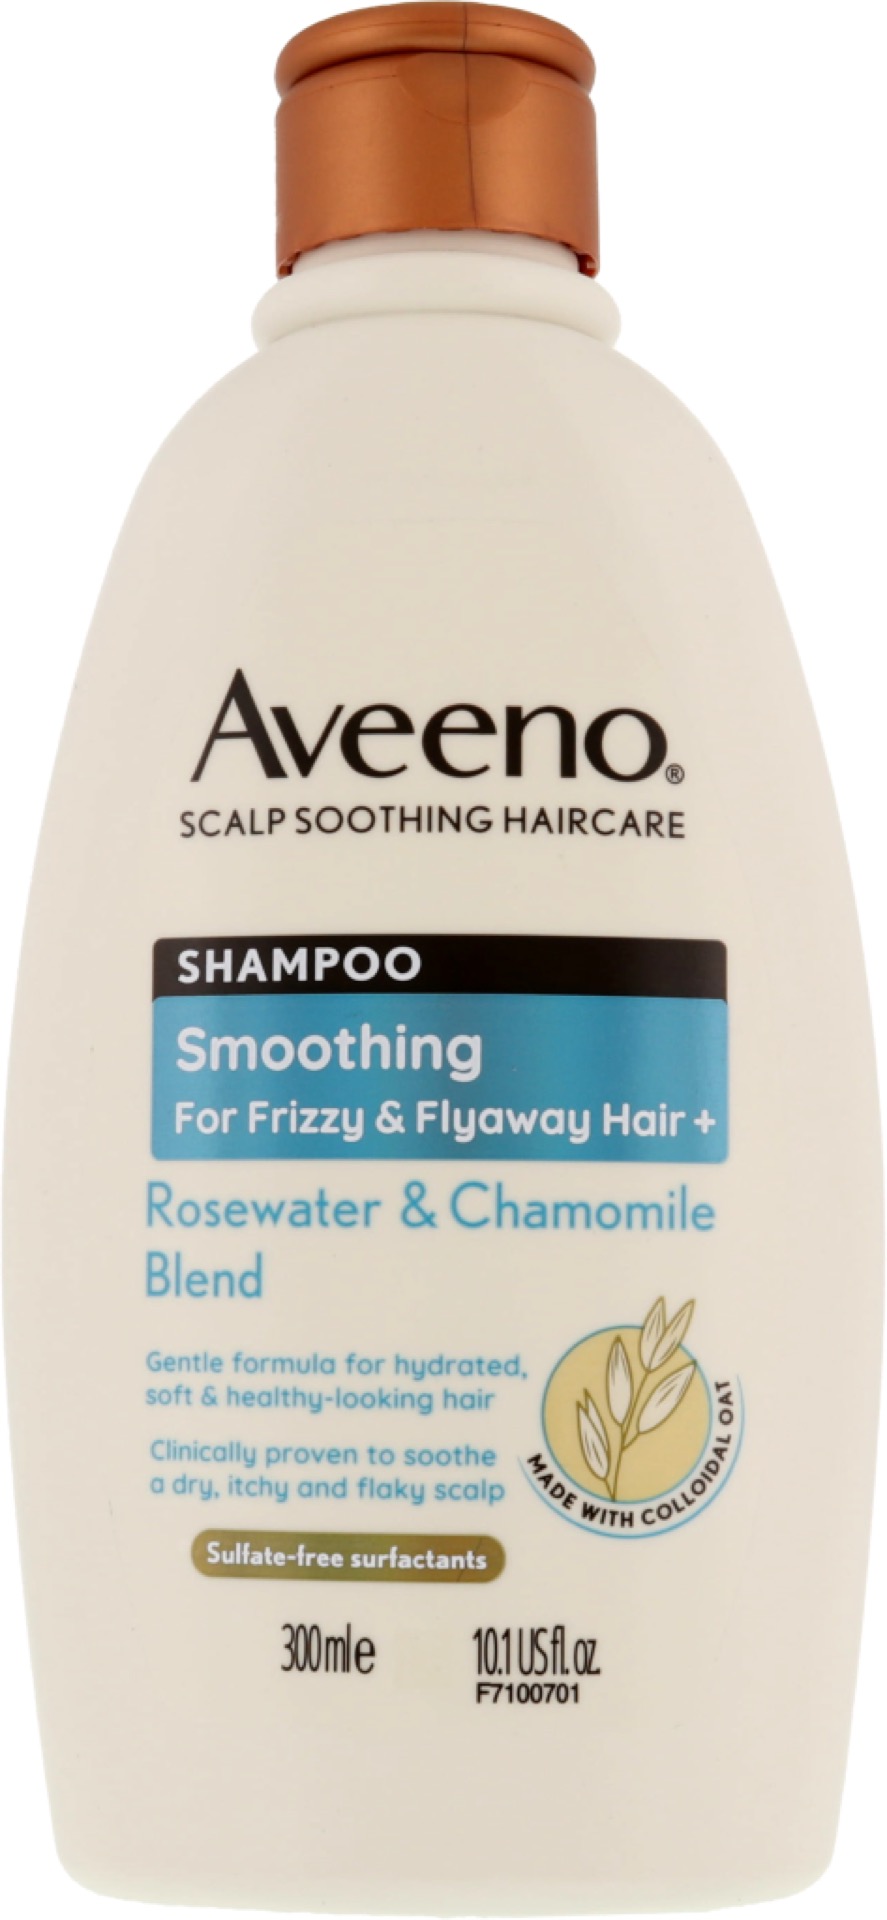 Aveeno®
SCALP SOOTHING HAIRCARE
SHAMPOO
Smoothing
For Frizzy & Flyaway Hair +
Rosewater & Chamomile
Blend
Gentle formula for hydrated,
soft & healthy-looking hair
Clinically proven to soothe
a dry, itchy and flaky scalp
MADE WITH COLLOIDAL OAT
Sulfate-free surfactants
300ml e 10.1 US fl. oz.
F7100701